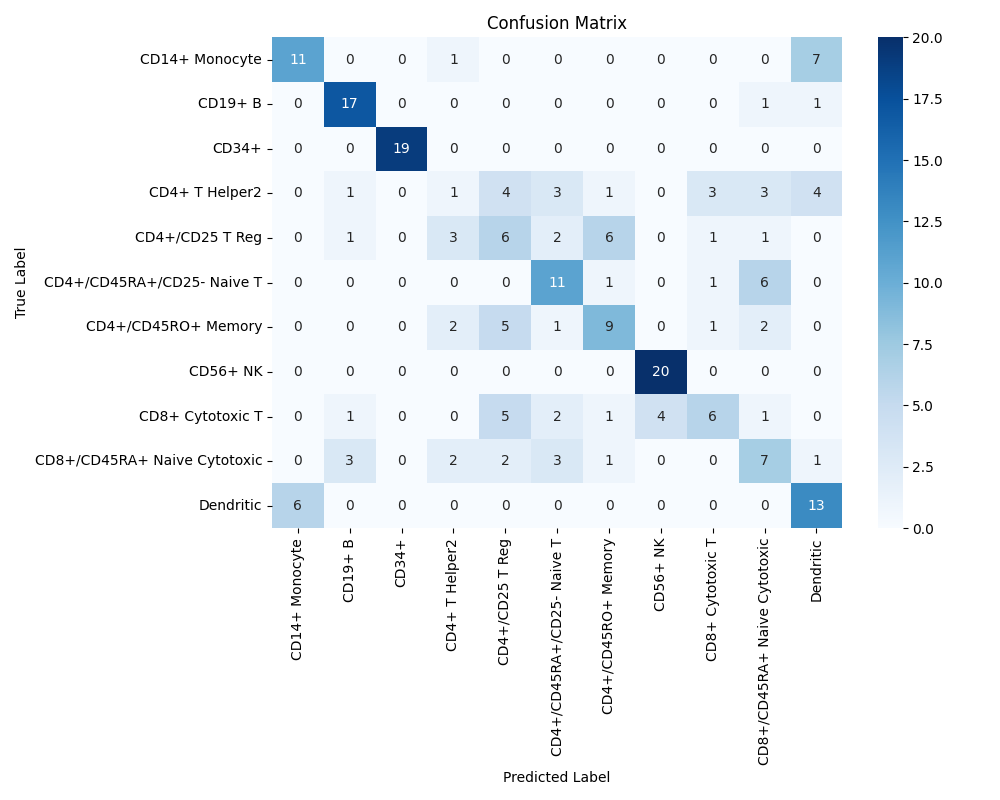 Confusion Matrix
True Label
CD14+ Monocyte 11 0 0 1 0 0 0 0 0 0 7
CD19+ B 0 17 0 0 0 0 0 0 0 1 1
CD34+ 0 0 19 0 0 0 0 0 0 0 0
CD4+ T Helper2 0 1 0 1 4 3 1 0 3 3 4
CD4+/CD25 T Reg 0 1 0 3 6 2 6 0 1 1 0
CD4+/CD45RA+/CD25- Naive T 0 0 0 0 0 11 1 0 1 6 0
CD4+/CD45RO+ Memory 0 0 0 2 5 1 9 0 1 2 0
CD56+ NK 0 0 0 0 0 0 0 20 0 0 0
CD8+ Cytotoxic T 0 1 0 0 5 2 1 4 6 1 0
CD8+/CD45RA+ Naive Cytotoxic 0 3 0 2 2 3 1 0 0 7 1
Dendritic 6 0 0 0 0 0 0 0 0 0 13
CD14+ Monocyte
CD19+ B
CD34+
CD4+ T Helper2
CD4+/CD25 T Reg
CD4+/CD45RA+/CD25- Naive T
CD4+/CD45RO+ Memory
CD56+ NK
CD8+ Cytotoxic T
CD8+/CD45RA+ Naive Cytotoxic
Dendritic
Predicted Label
20.0
17.5
15.0
12.5
10.0
7.5
5.0
2.5
0.0